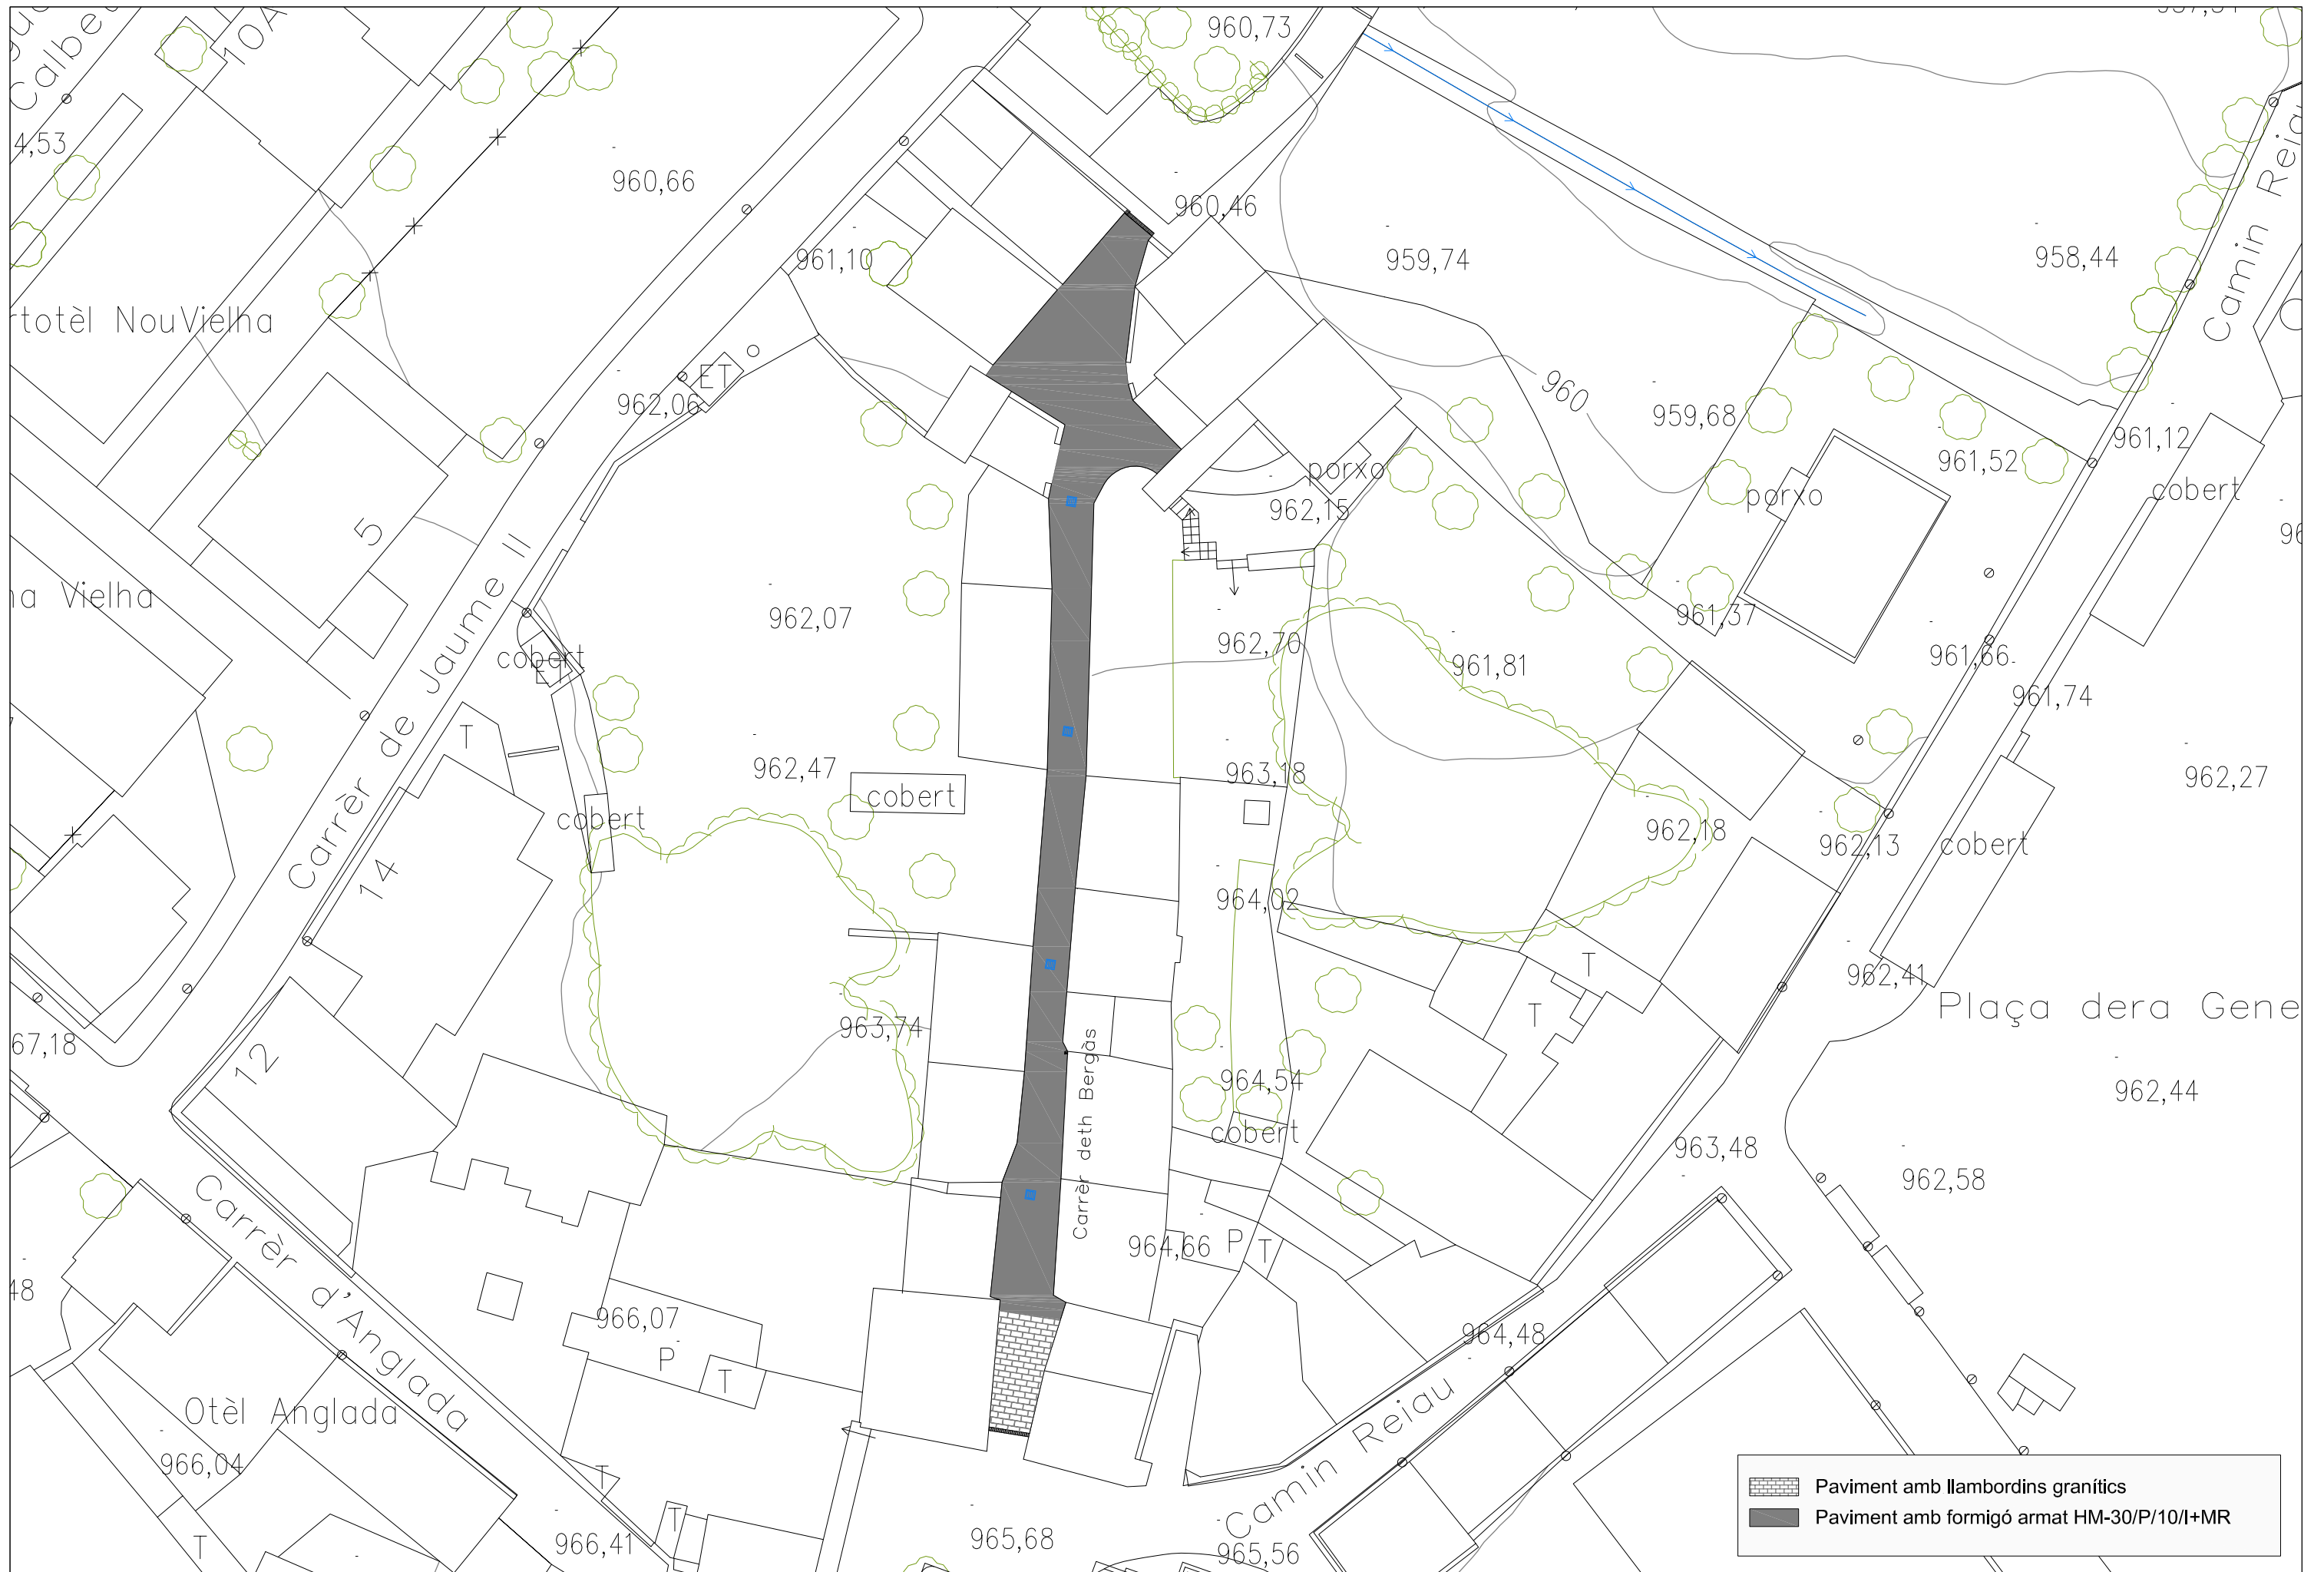 960,73
Calbe
10A
4,53
960,66
960,46
Camin Reia
961,10
959,74
958,44
rtotèl NouVielha
ET
962,06
960
959,68
961,12
961,52
porxo
porxo
cobert
962,15
5
na Vielha
962,07
962,70
961,81
961,37
961,66
961,74
cobert
ET
Carrèr de Jaume II
T
962,47
cobert
963,18
962,27
cobert
962,18
962,13
cobert
14
964,02
T
962,41
T
Plaça dera Gene
963,74
67,18
12
964,54
962,44
cobert
Carrèr deth Bergàs
963,48
962,58
Carrèr d'Anglada
964,66
P
T
48
966,07
P
T
964,48
Otèl Anglada
Camin Reiau
966,04
T
T
T
966,41
965,68
965,56
Paviment amb llambordins granítics
Paviment amb formigó armat HM-30/P/10/I+MR